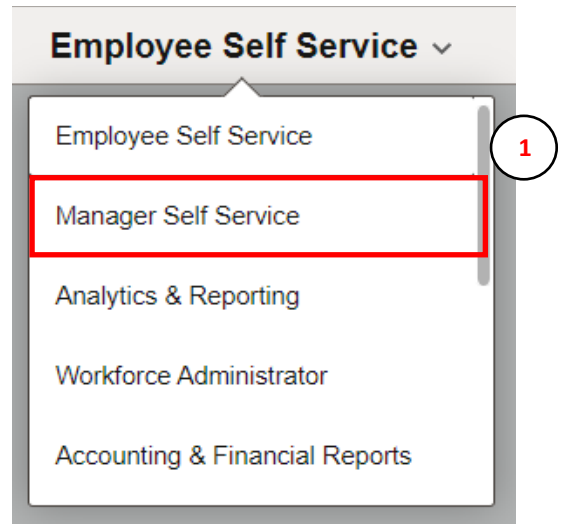 Employee Self Service
Employee Self Service
1
Manager Self Service
Analytics & Reporting
Workforce Administrator
Accounting & Financial Reports